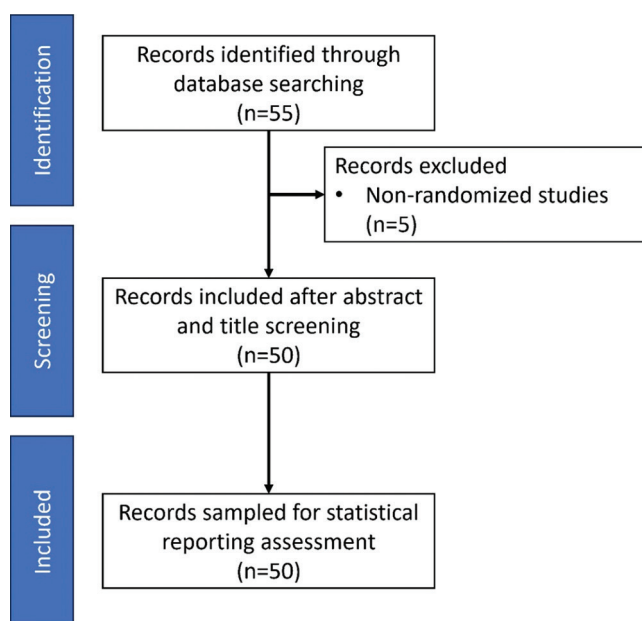 Identification
Records identified through
database searching
(n=55)
Records excluded
• Non-randomized studies
(n=5)
Screening
Records included after abstract
and title screening
(n=50)
Included
Records sampled for statistical
reporting assessment
(n=50)